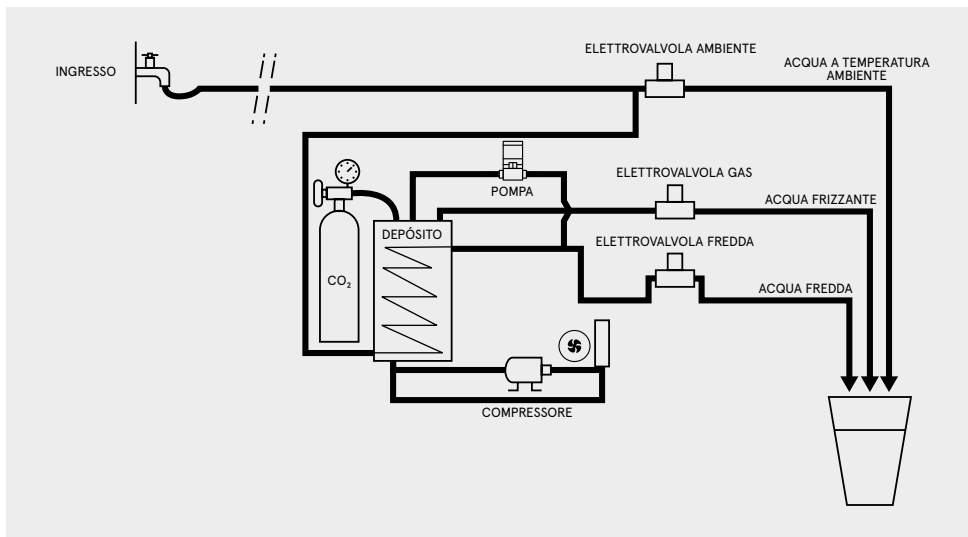 ELETTROVALVOLA AMBIENTE
ACQUA A TEMPERATURA
AMBIENTE
INGRESSO
POMPA
ELETTROVALVOLA GAS
ACQUA FRIZZANTE
DEPÓSITO
ELETTROVALVOLA FREDDA
CO₂
ACQUA FREDDA
COMPRESSORE